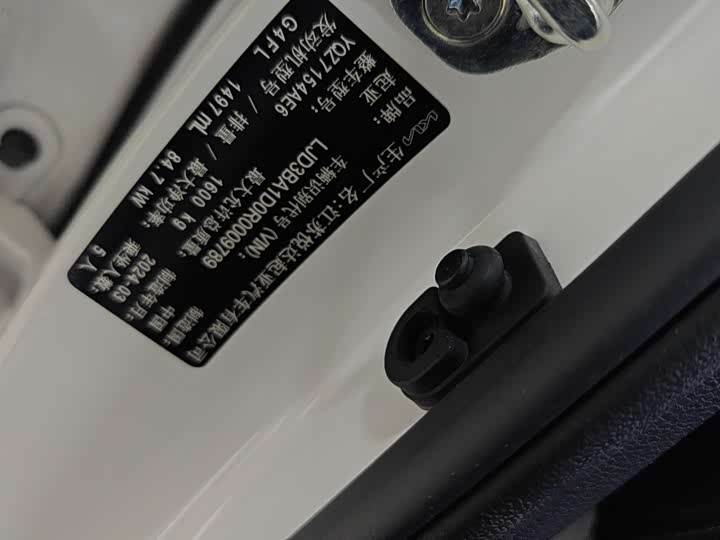 KIA 生产厂名:江苏悦达起亚汽车有限公司
品牌: 起亚
车辆识别代号 (VIN):
LJD3BA1D0R0009789
制造国: 中国
整车型号: YQZ7154AE6
最大允许总质量: 1600 kg
制造年月: 2024-03
发动机型号 / 排量 / 最大净功率:
G4FL 1497mL 84.7 kW
乘坐人数: 5人